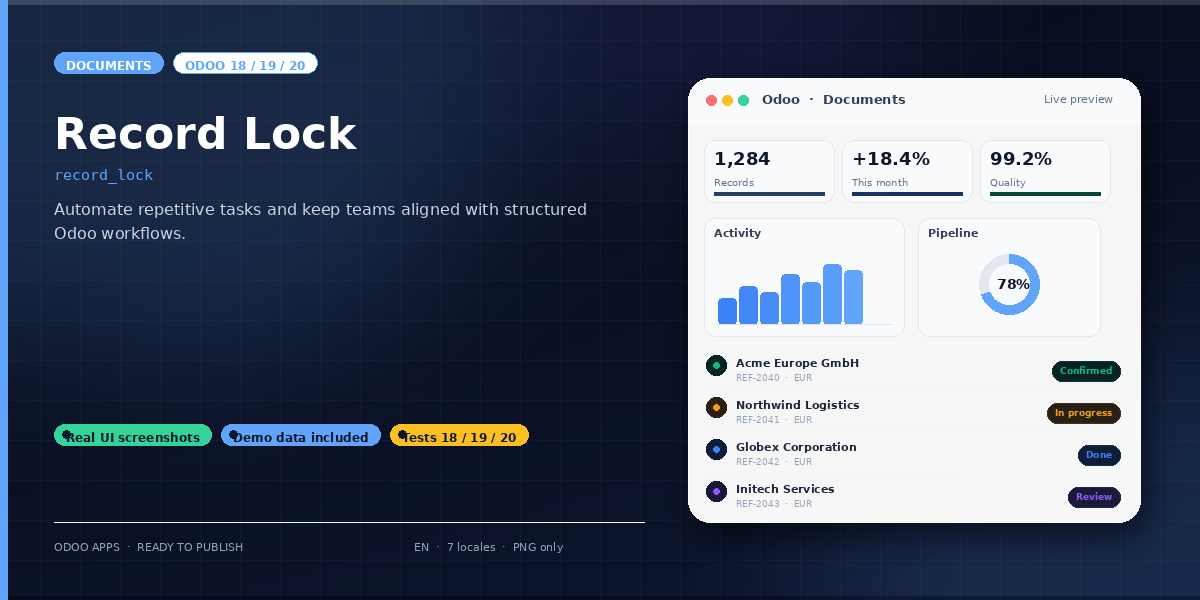 DOCUMENTS
ODOO 18 / 19 / 20
Record Lock
record_lock
Automate repetitive tasks and keep teams aligned with structured
Odoo workflows.
Real UI screenshots
Demo data included
Tests 18 / 19 / 20
ODOO APPS · READY TO PUBLISH
EN · 7 locales · PNG only
Odoo · Documents
Live preview
1,284
Records
+18.4%
This month
99.2%
Quality
Activity
Pipeline
78%
Acme Europe GmbH
REF-2040 · EUR
Confirmed
Northwind Logistics
REF-2041 · EUR
In progress
Globex Corporation
REF-2042 · EUR
Done
Initech Services
REF-2043 · EUR
Review